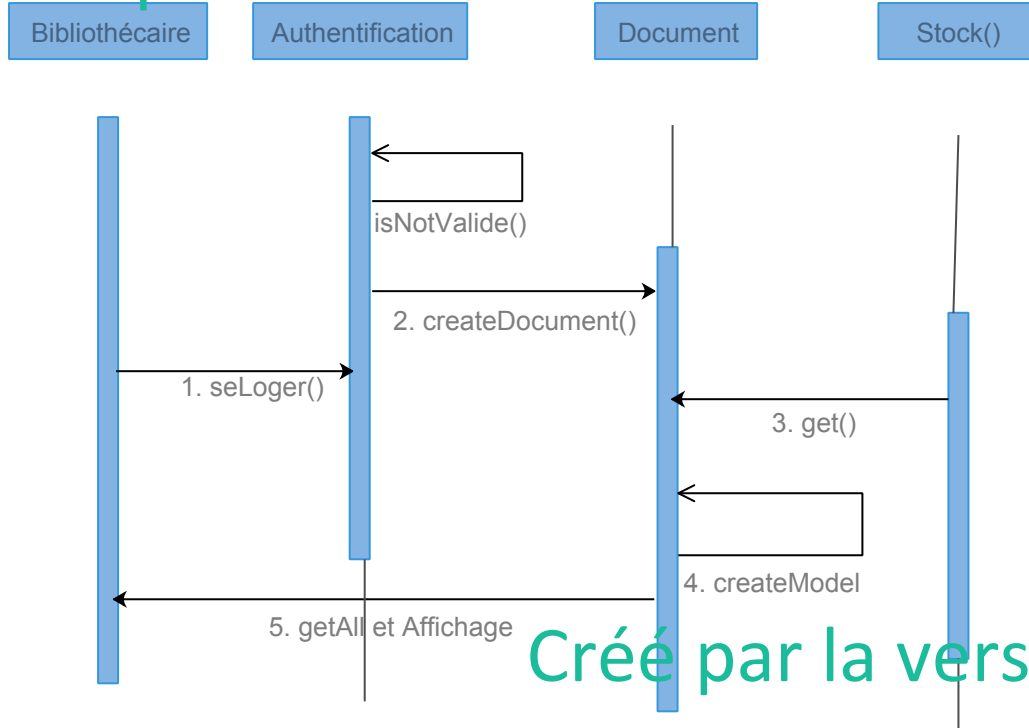 Bibliothécaire
Authentification
Document
Stock()
isNotValide()
2. createDocument()
1. seLoger()
3. get()
4. createModel
5. getAll et Affichage
Créé par la vers